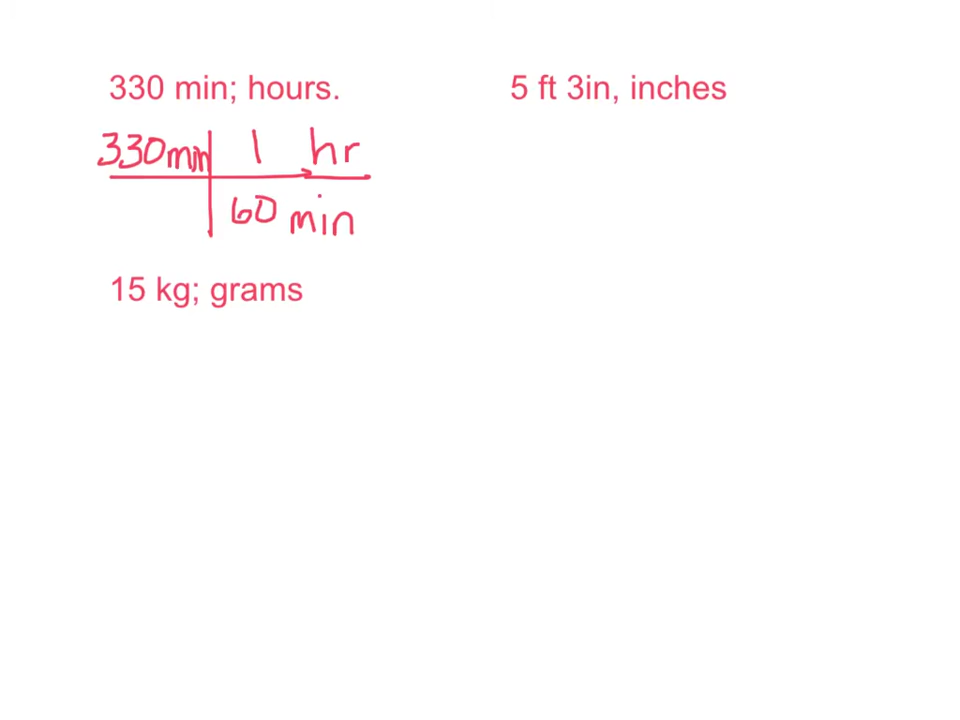 330 min; hours.
330min 1 hr
60 min
15 kg; grams
5 ft 3in, inches